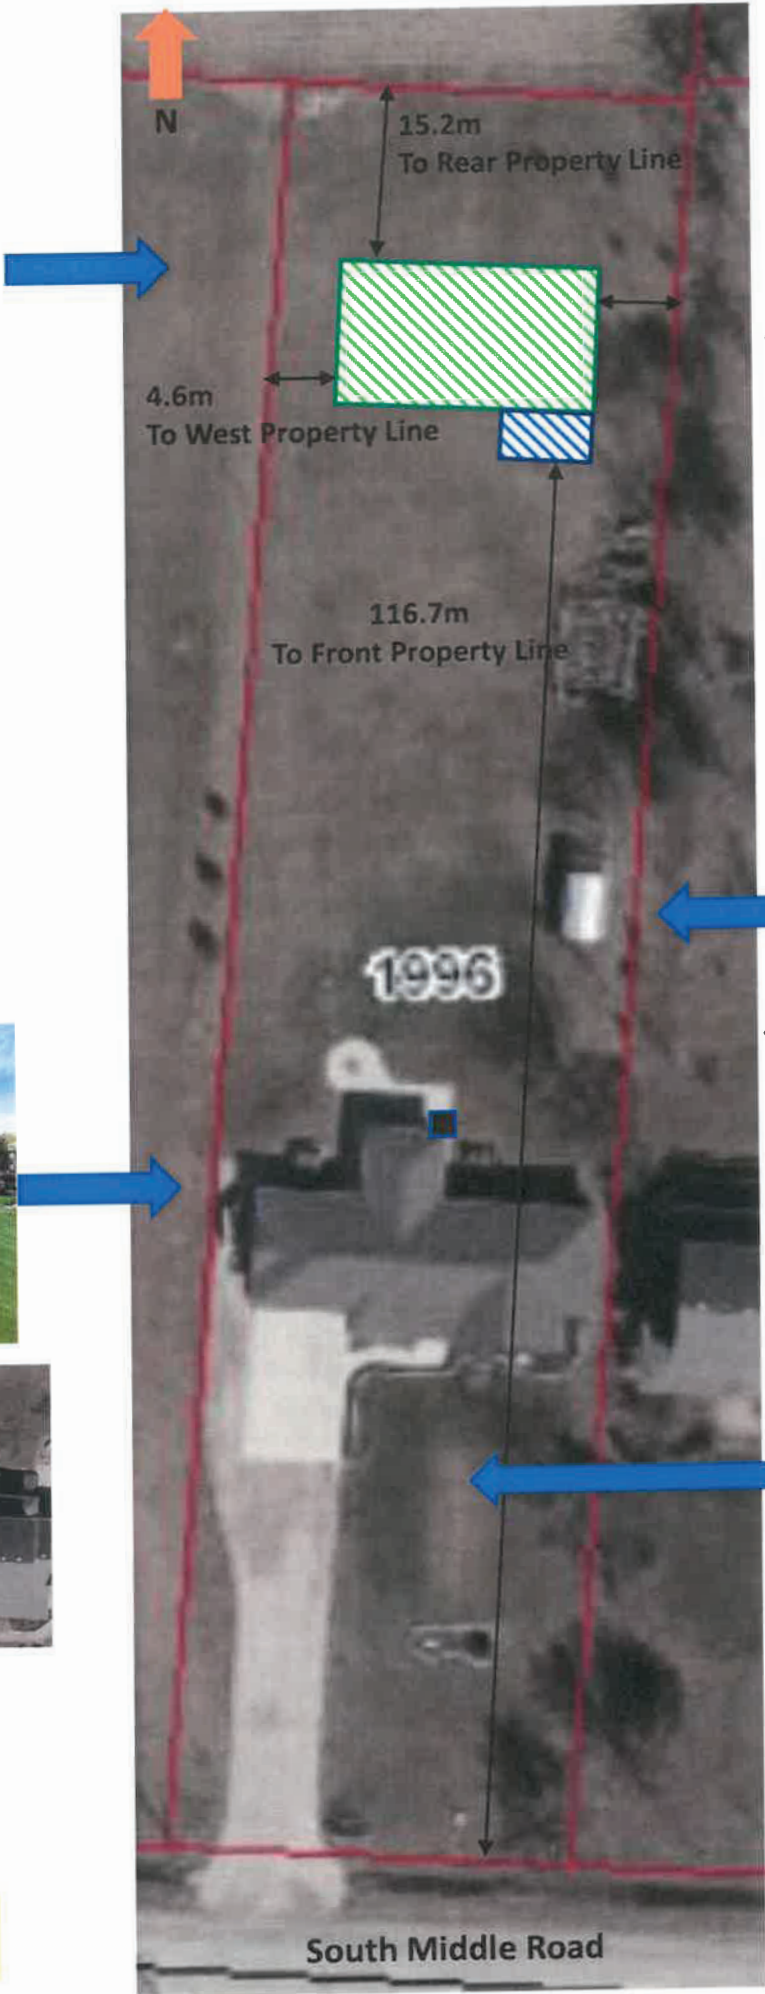 N
15.2m
To Rear Property Line
4.6m
To West Property Line
116.7m
To Front Property Line
1996
South Middle Road